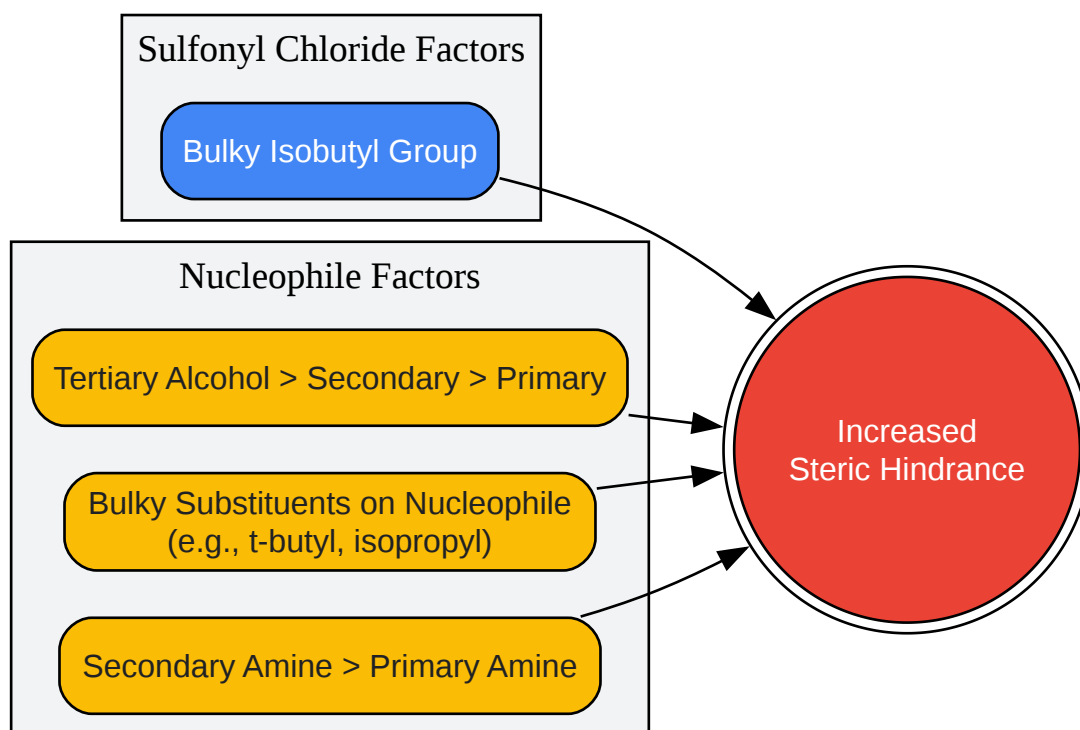 Sulfonyl Chloride Factors
Bulky Isobutyl Group
Nucleophile Factors
Tertiary Alcohol > Secondary > Primary
Bulky Substituents on Nucleophile
(e.g., t-butyl, isopropyl)
Secondary Amine > Primary Amine
Increased
Steric Hindrance